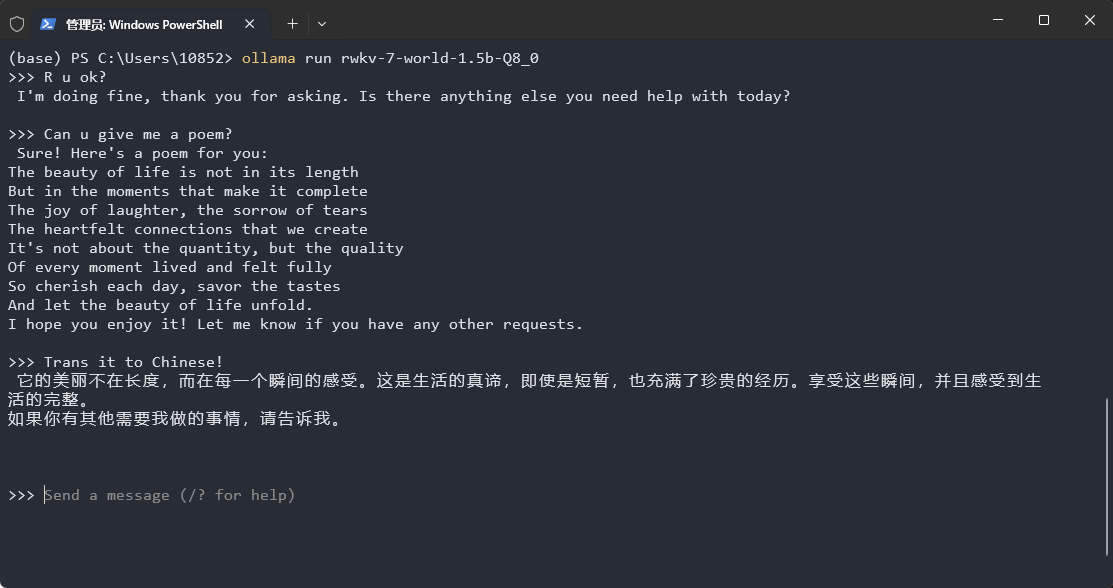 管理员: Windows PowerShell
(base) PS C:\Users\10852> ollama run rwkv-7-world-1.5b-Q8_0
>>> R u ok?
I'm doing fine, thank you for asking. Is there anything else you need help with today?
>>> Can u give me a poem?
Sure! Here's a poem for you:
The beauty of life is not in its length
But in the moments that make it complete
The joy of laughter, the sorrow of tears
The heartfelt connections that we create
It's not about the quantity, but the quality
Of every moment lived and felt fully
So cherish each day, savor the tastes
And let the beauty of life unfold.
I hope you enjoy it! Let me know if you have any other requests.
>>> Trans it to Chinese!
它的美丽不在长度，而在每一个瞬间的感受。这是生活的真谛，即使是短暂，也充满了珍贵的经历。享受这些瞬间，并且感受到生
活的完整。
如果你有其他需要我做的事情，请告诉我。
>>> Send a message (/? for help)